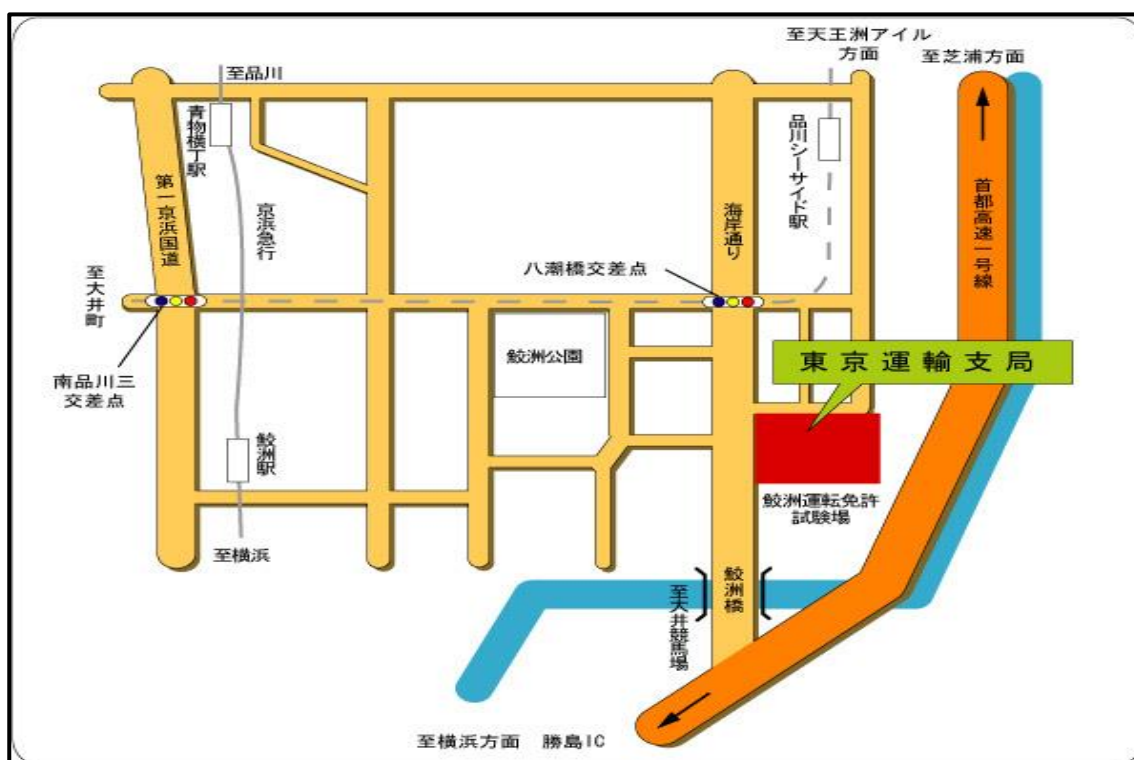 至天王洲アイル
方面
至芝浦方面
至品川
青物横丁駅
品川シーサイド駅
第一京浜国道
京浜急行
海岸通り
首都高速一号線
至大井町
八潮橋交差点
鮫洲公園
東京運輸支局
南品川三
交差点
鮫洲駅
鮫洲運転免許
試験場
至横浜
鮫洲橋
至大井競馬場
至横浜方面 勝島IC